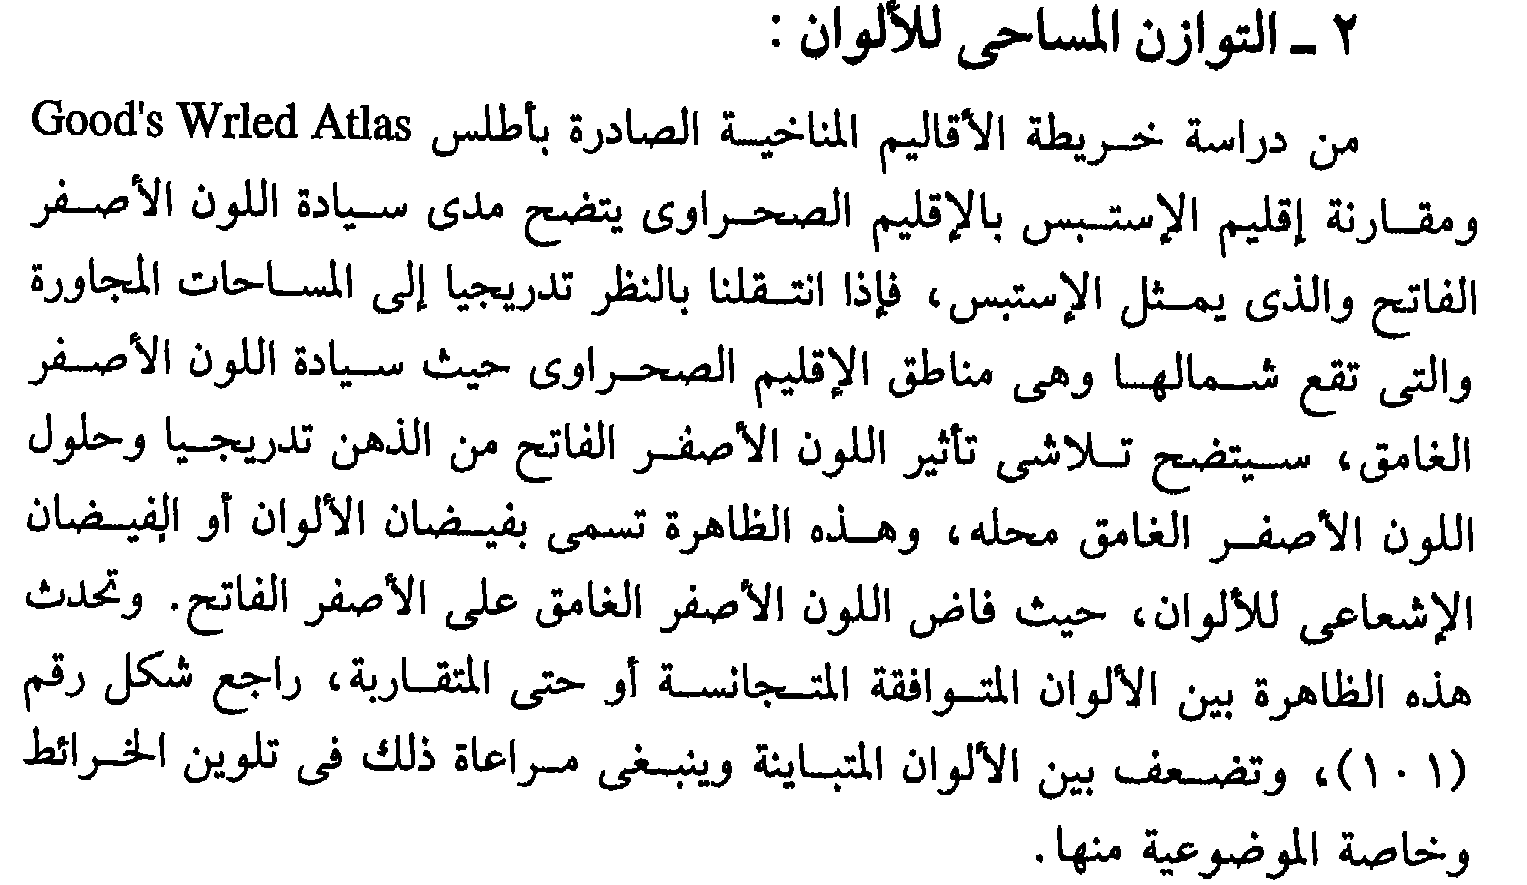 ٢ ـ التوازن المساحى للألوان :
من دراسة خريطة الأقاليم المناخية الصادرة بأطلس Good's Wrled Atlas
ومقارنة إقليم الإستبس بالإقليم الصحراوى يتضح مدى سيادة اللون الأصفر
الفاتح والذى يمثل الإستبس، فإذا انتقلنا بالنظر تدريجيا إلى المساحات المجاورة
والتى تقع شمالها وهى مناطق الإقليم الصحراوى حيث سيادة اللون الأصفر
الغامق، سيتضح تلاشى تأثير اللون الأصفر الفاتح من الذهن تدريجيا وحلول
اللون الأصفر الغامق محله، وهذه الظاهرة تسمى بفيضان الألوان أو الفيضان
الإشعاعى للألوان، حيث فاض اللون الأصفر الغامق على الأصفر الفاتح. وتحدث
هذه الظاهرة بين الألوان المتوافقة المتجانسة أو حتى المتقاربة، راجع شكل رقم
(١٠١)، وتضعف بين الألوان المتباينة وينبغى مراعاة ذلك فى تلوين الخرائط
وخاصة الموضوعية منها.